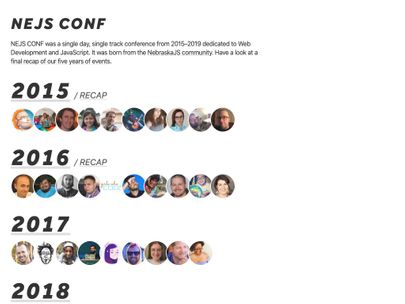 NEJS CONF
NEJS CONF was a single day, single track conference from 2015–2019 dedicated to Web
Development and JavaScript. It was born from the NebraskaJS community. Have a look at a
final recap of our five years of events.
2015 / RECAP
2016 / RECAP
2017
2018